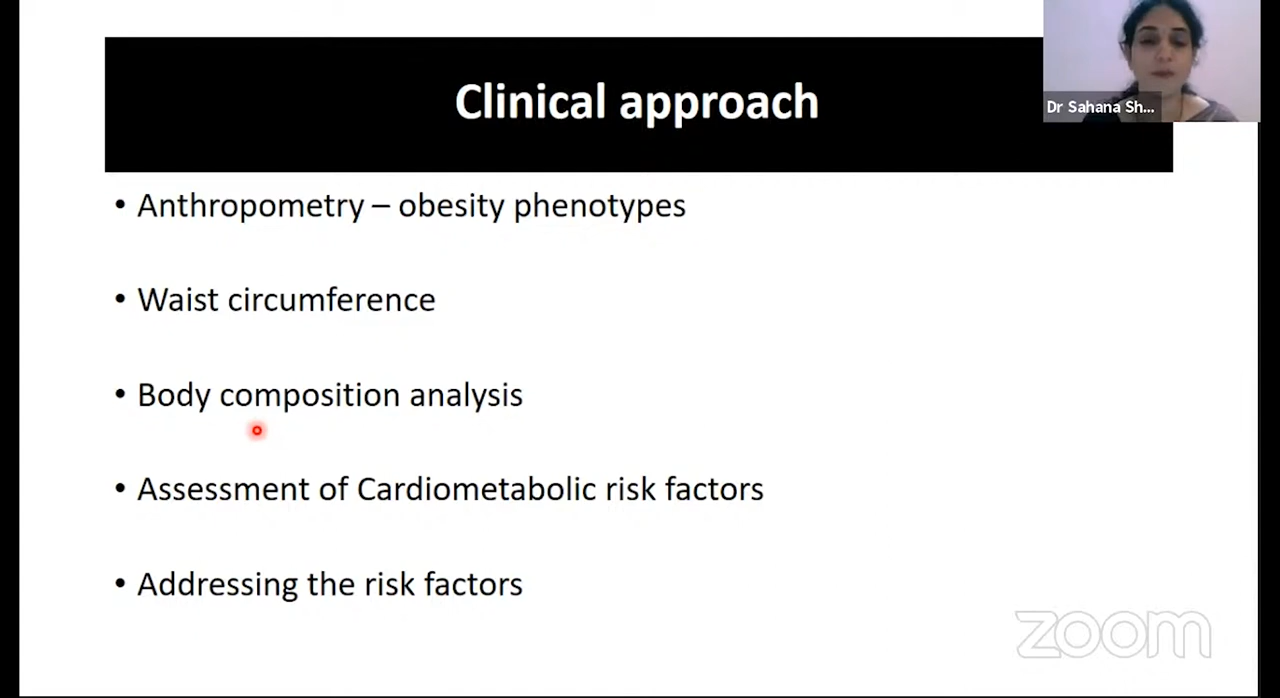 Clinical approach
Dr Sahana Sh...
• Anthropometry – obesity phenotypes
• Waist circumference
• Body composition analysis
• Assessment of Cardiometabolic risk factors
• Addressing the risk factors
zoom